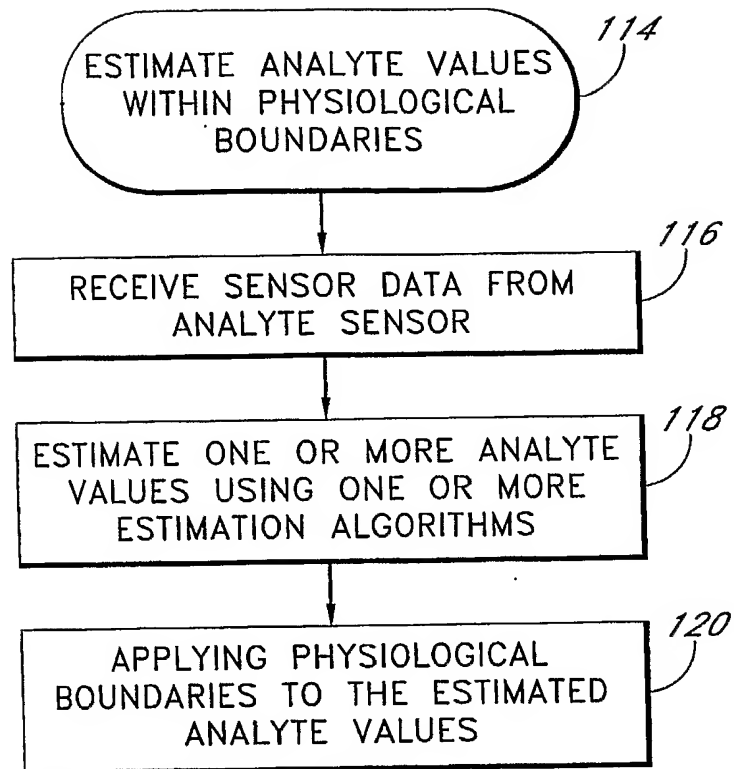 114
ESTIMATE ANALYTE VALUES
WITHIN PHYSIOLOGICAL
BOUNDARIES
116
RECEIVE SENSOR DATA FROM
ANALYTE SENSOR
118
ESTIMATE ONE OR MORE ANALYTE
VALUES USING ONE OR MORE
ESTIMATION ALGORITHMS
120
APPLYING PHYSIOLOGICAL
BOUNDARIES TO THE ESTIMATED
ANALYTE VALUES